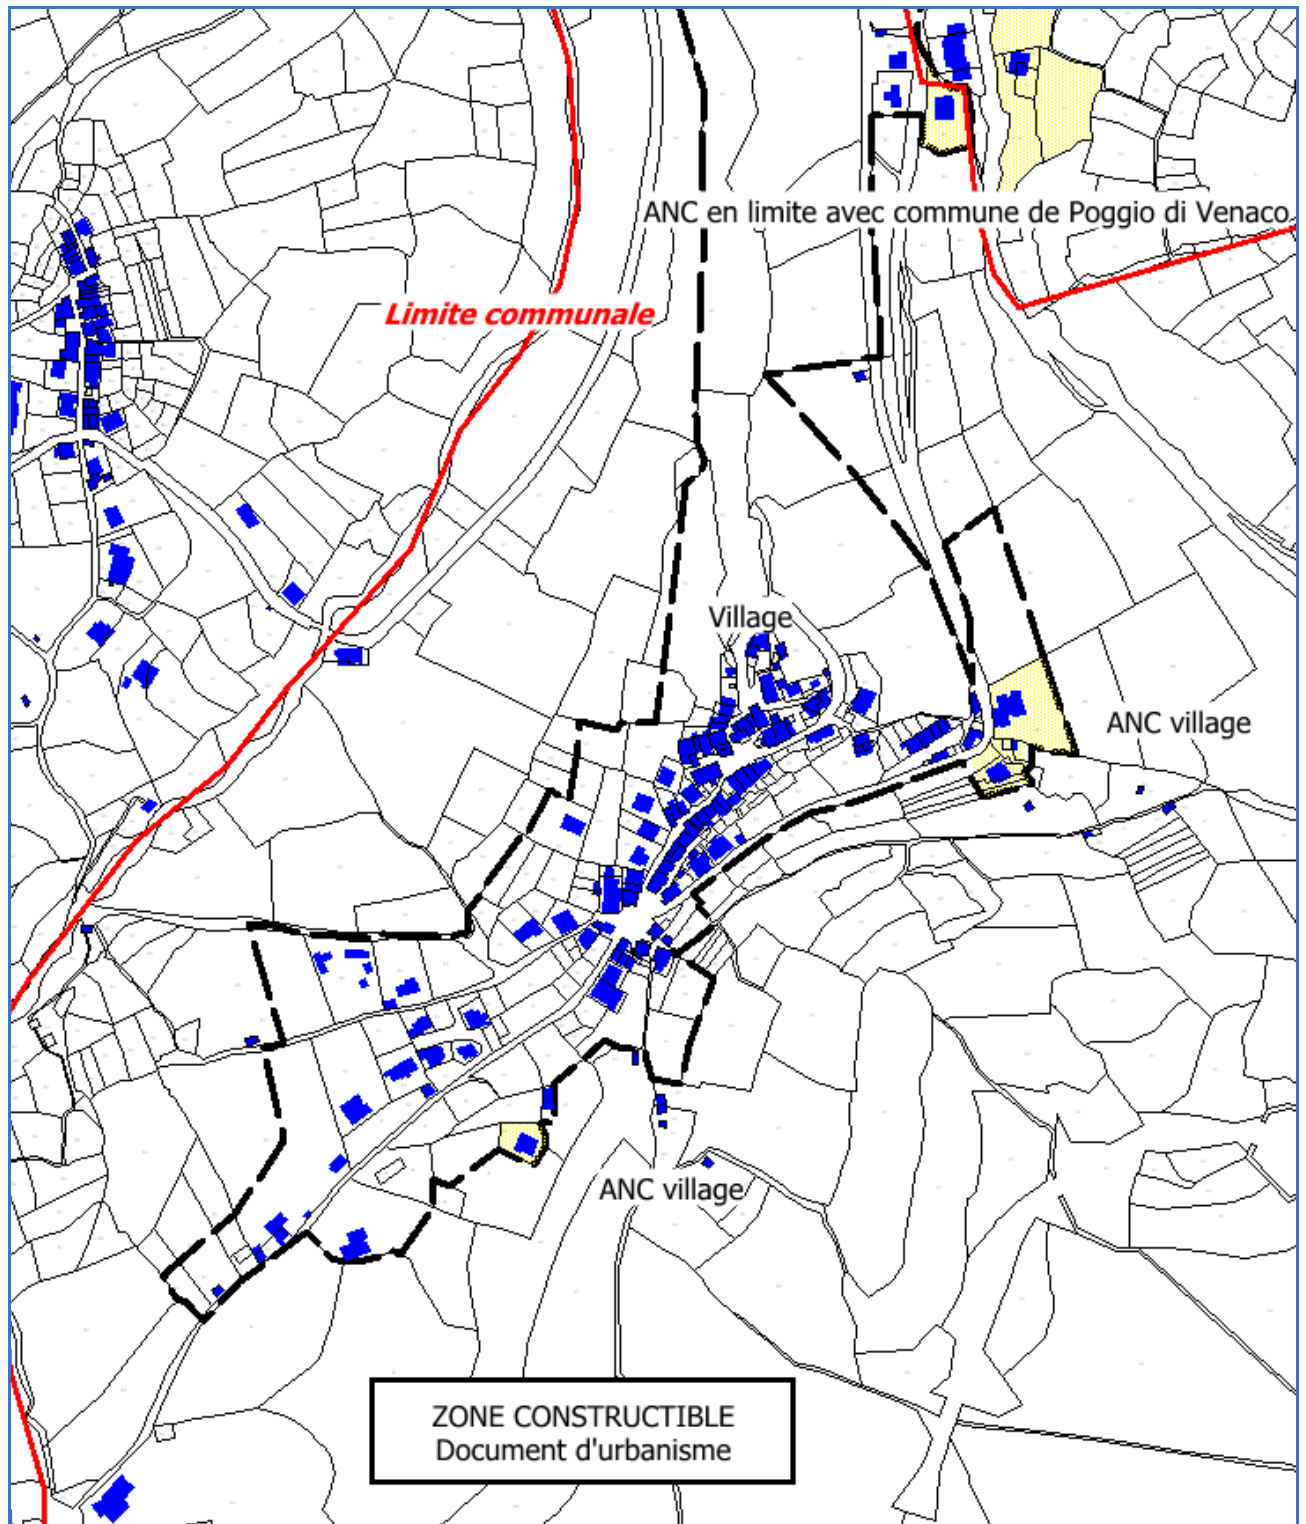 ANC en limite avec commune de Poggio di Venaco
Limite communale
Village
ANC village
ANC village
ZONE CONSTRUCTIBLE
Document d'urbanisme